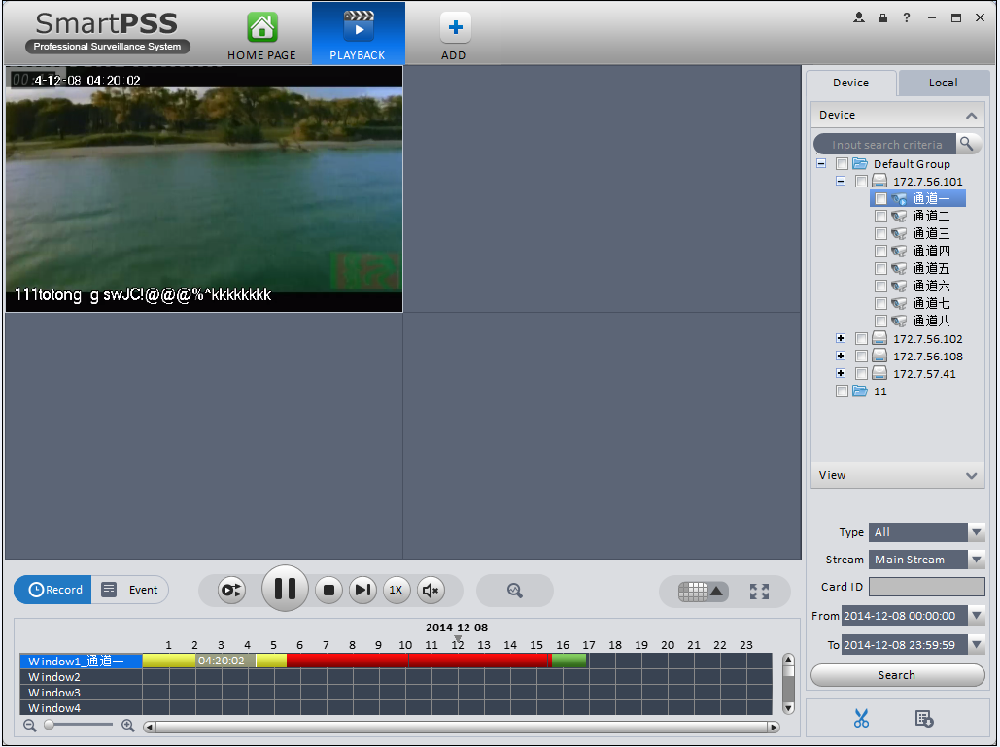 SmartPSS
Professional Surveillance System
HOME PAGE
PLAYBACK
ADD
?
4-12-08 04:20:02
111totong g swJC!@@@%^kkkkkkkk
Device
Local
Device
Input search criteria
Default Group
172.7.56.101
通道一
通道二
通道三
通道四
通道五
通道六
通道七
通道八
172.7.56.102
172.7.56.108
172.7.57.41
11
View
Type All
Stream Main Stream
Card ID
From 2014-12-08 00:00:00
To 2014-12-08 23:59:59
Search
Record
Event
1X
2014-12-08
1 2 3 4 5 6 7 8 9 10 11 12 13 14 15 16 17 18 19 20 21 22 23
Window1_通道一
04:20:02
Window2
Window3
Window4